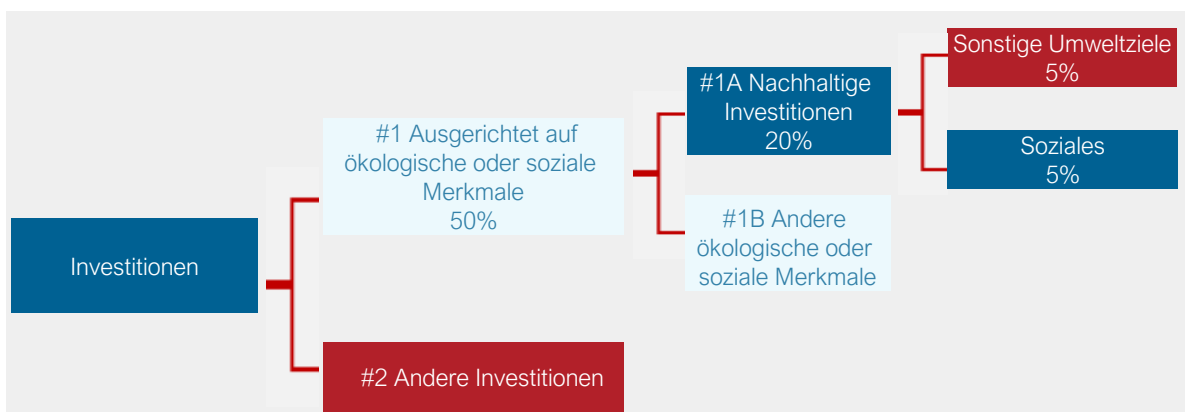 Investitionen
#1 Ausgerichtet auf
ökologische oder soziale
Merkmale
50%
#2 Andere Investitionen
#1A Nachhaltige
Investitionen
20%
#1B Andere
ökologische oder
soziale Merkmale
Sonstige Umweltziele
5%
Soziales
5%